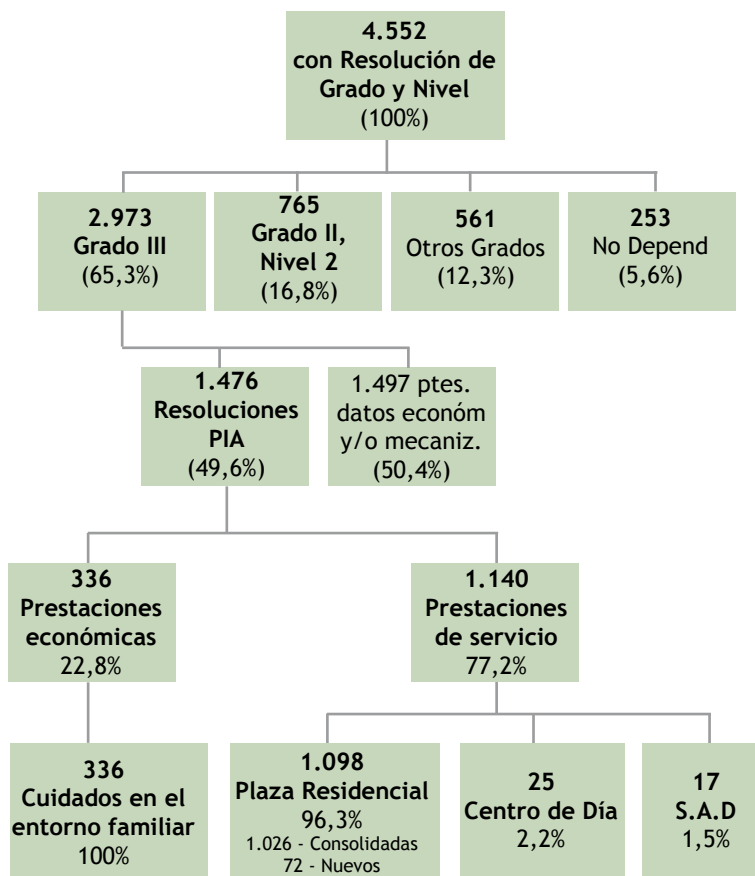 4.552
con Resolución de
Grado y Nivel
(100%)
2.973
Grado III
(65,3%)
765
Grado II,
Nivel 2
(16,8%)
561
Otros Grados
(12,3%)
253
No Depend
(5,6%)
1.476
Resoluciones
PIA
(49,6%)
1.497 ptes.
datos económ
y/o mecaniz.
(50,4%)
336
Prestaciones
económicas
22,8%
1.140
Prestaciones
de servicio
77,2%
336
Cuidados en el
entorno familiar
100%
1.098
Plaza Residencial
96,3%
1.026 - Consolidadas
72 - Nuevos
25
Centro de Día
2,2%
17
S.A.D
1,5%